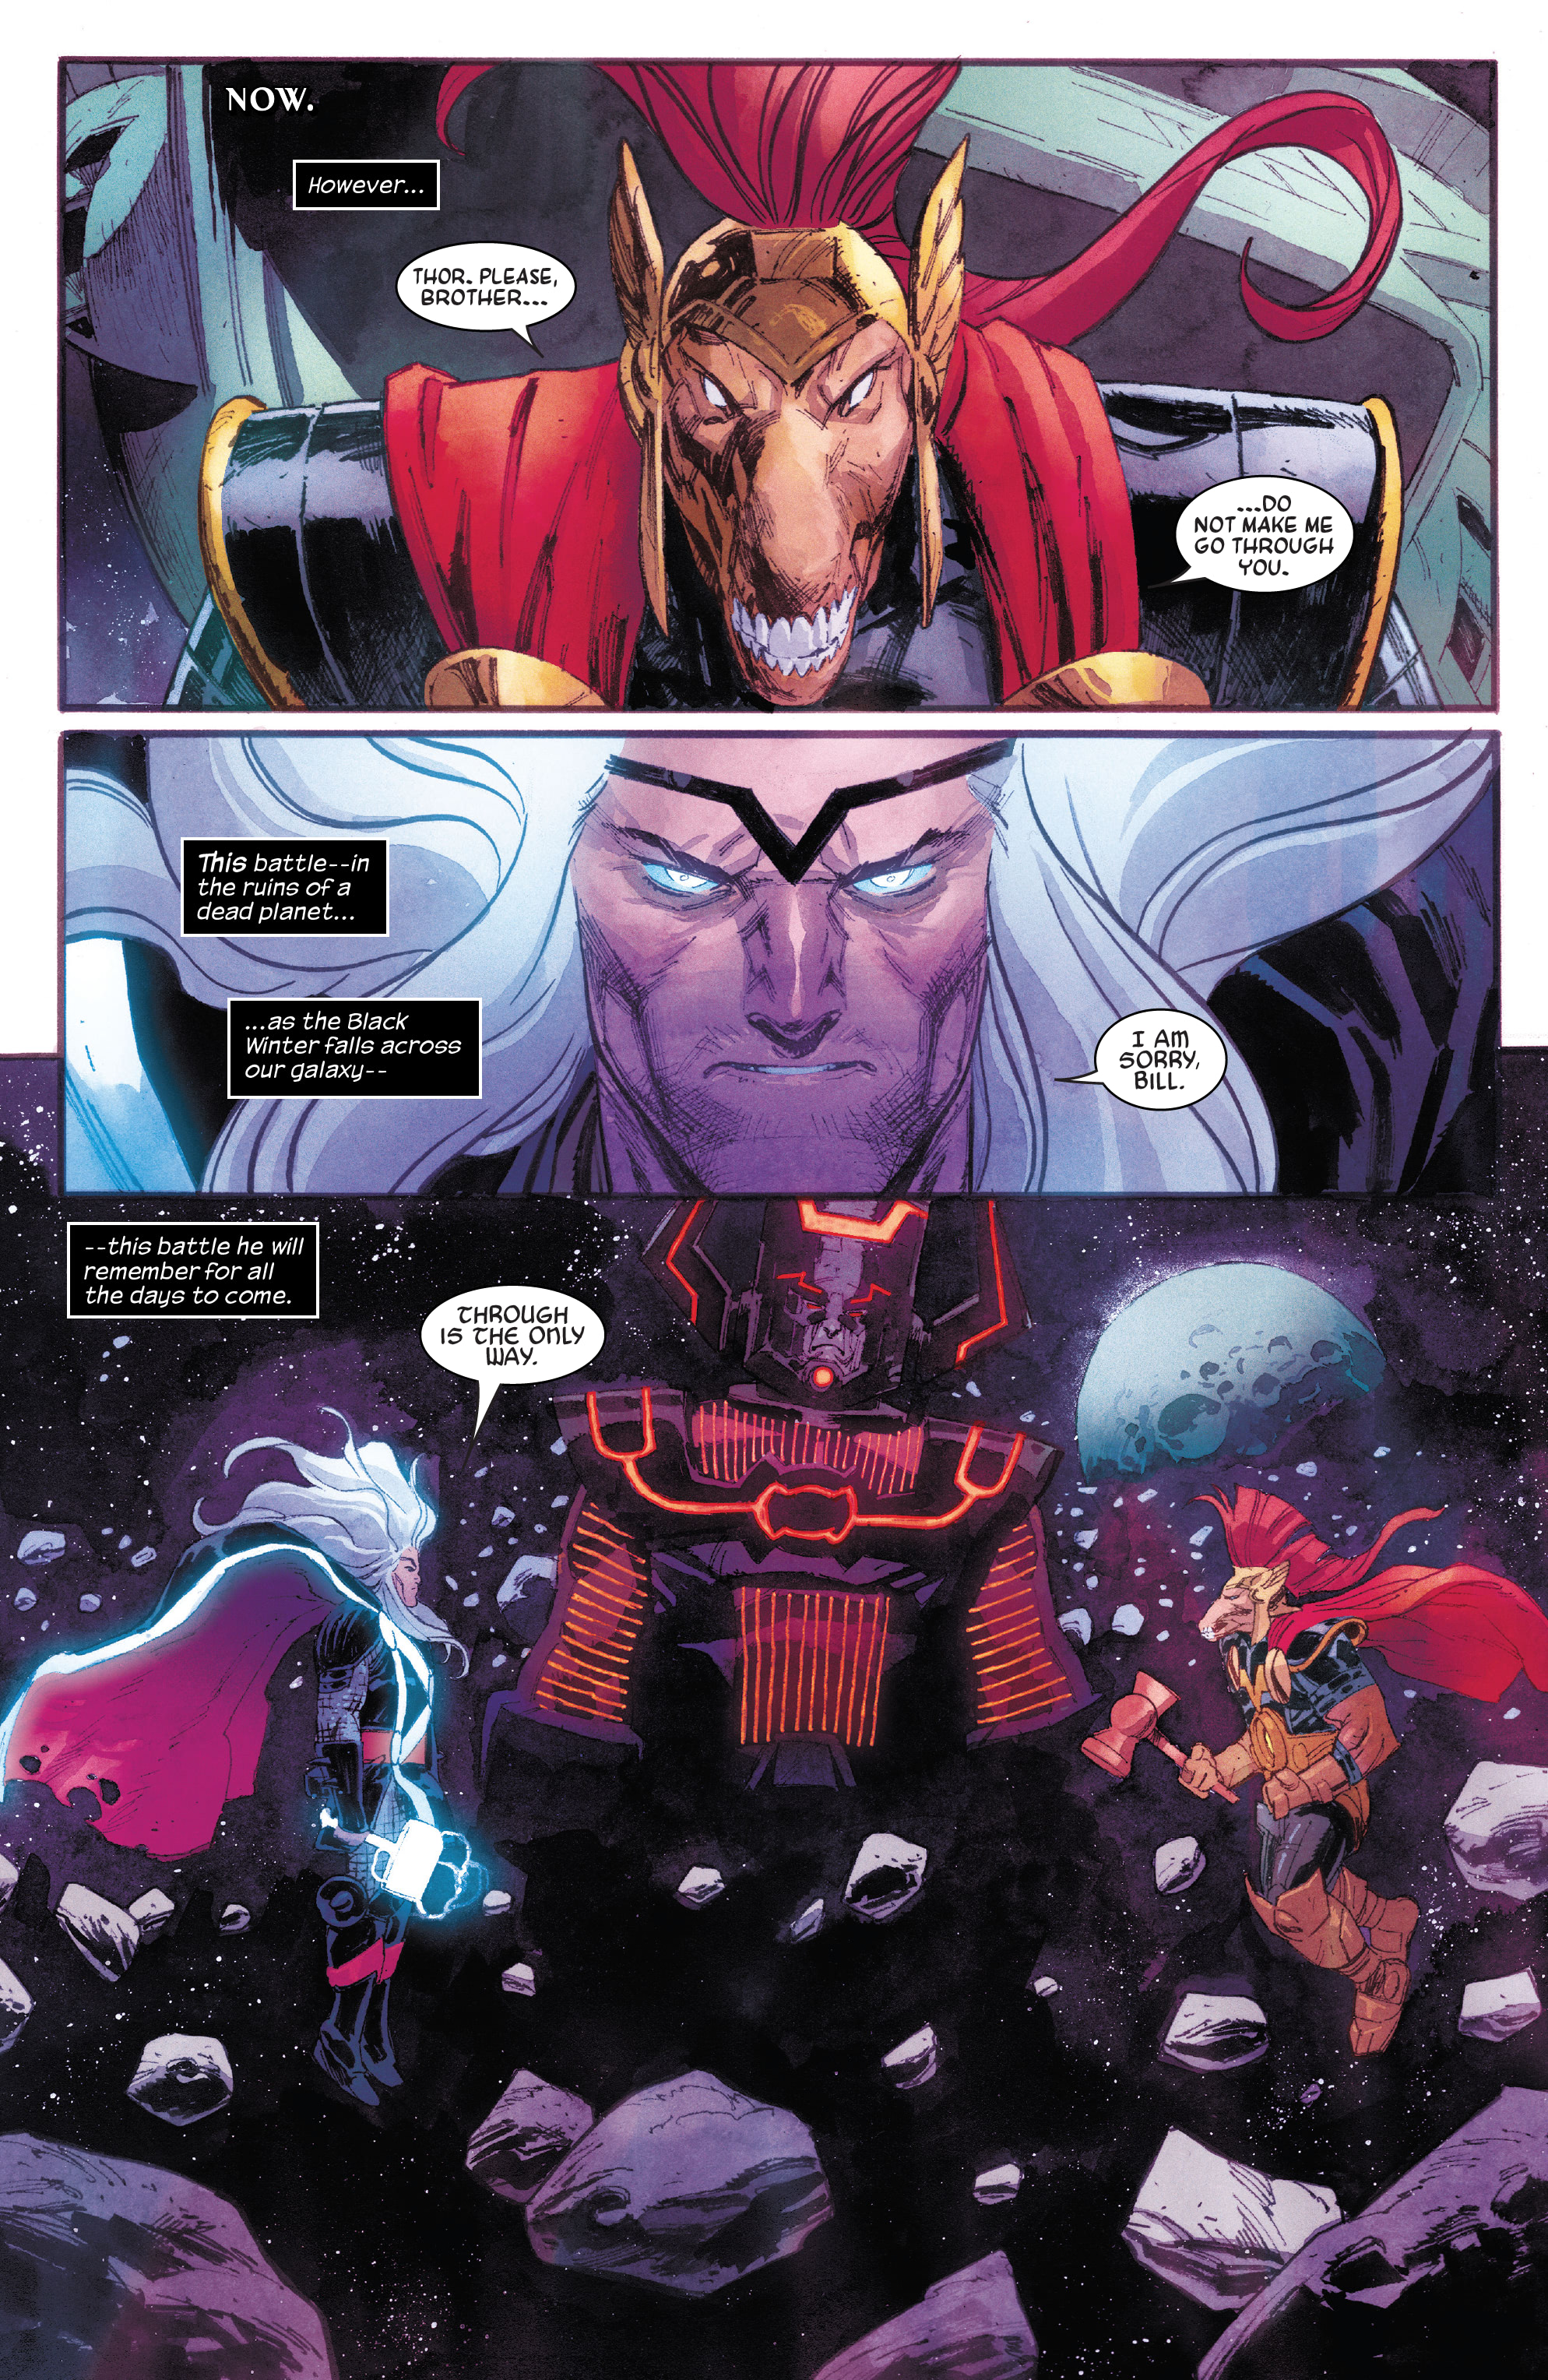 NOW.
However...
THOR. PLEASE,
BROTHER...
...DO
NOT MAKE ME
GO THROUGH
YOU.
This battle--in
the ruins of a
dead planet...
...as the Black
Winter falls across
our galaxy--
I AM
SORRY,
BILL.
--this battle he will
remember for all
the days to come.
THROUGH
IS THE ONLY
WAY.